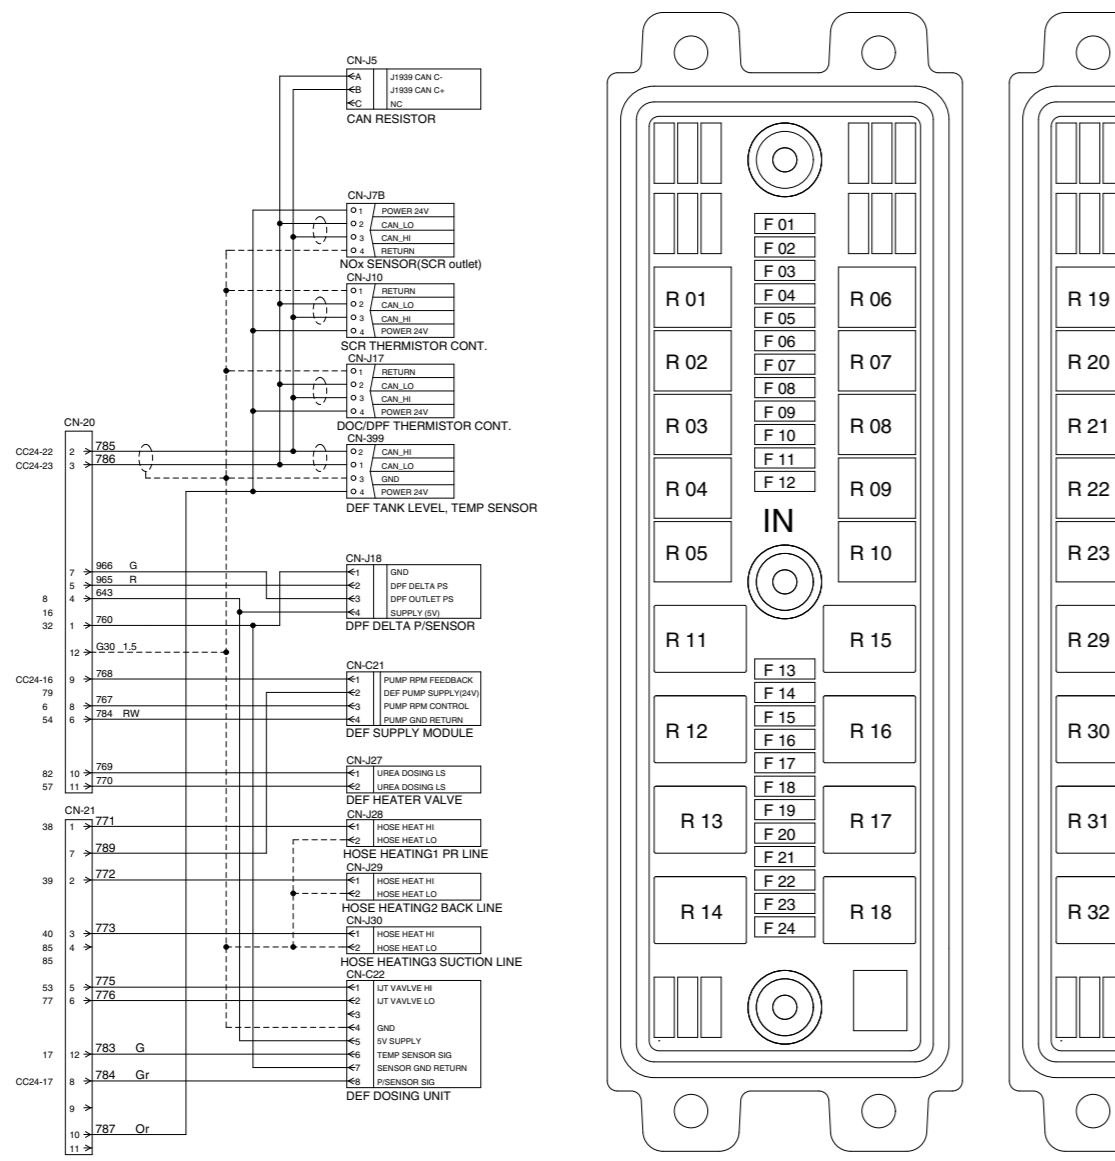 CN-J5
A J1939 CAN C-
B J1939 CAN C+
C NC
CAN RESISTOR
CN-J7B
1 POWER 24V
2 CAN_LO
3 CAN_HI
4 RETURN
NOx SENSOR(SCR outlet)
CN-J10
1 RETURN
2 CAN_LO
3 CAN_HI
4 POWER 24V
SCR THERMISTOR CONT.
CN-J17
1 RETURN
2 CAN_LO
3 CAN_HI
4 POWER 24V
DOC/DPF THERMISTOR CONT.
CN-399
2 CAN_HI
1 CAN_LO
3 GND
4 POWER 24V
DEF TANK LEVEL, TEMP SENSOR
CN-20
CC24-22 2 785
CC24-23 3 786
7 966 G
5 965 R
8 4 643
16
32 1 760
12 G30 1.5
CC24-16 9 768
79
6 8 767
54 6 784 RW
82 10 769
57 11 770
CN-J18
1 GND
2 DPF DELTA PS
3 DPF OUTLET PS
4 SUPPLY (5V)
DPF DELTA P/SENSOR
CN-C21
1 PUMP RPM FEEDBACK
2 DEF PUMP SUPPLY(24V)
3 PUMP RPM CONTROL
4 PUMP GND RETURN
DEF SUPPLY MODULE
CN-J27
1 UREA DOSING LS
2 UREA DOSING LS
DEF HEATER VALVE
CN-21
38 1 771
7 789
39 2 772
40 3 773
85 4
85
53 5 775
77 6 776
17 12 783 G
CC24-17 8 784 Gr
9
10 787 Or
11
CN-J28
1 HOSE HEAT HI
2 HOSE HEAT LO
HOSE HEATING1 PR LINE
CN-J29
1 HOSE HEAT HI
2 HOSE HEAT LO
HOSE HEATING2 BACK LINE
CN-J30
1 HOSE HEAT HI
2 HOSE HEAT LO
HOSE HEATING3 SUCTION LINE
CN-C22
1 IJT VAVLVE HI
2 IJT VAVLVE LO
3
4 GND
5 5V SUPPLY
6 TEMP SENSOR SIG
7 SENSOR GND RETURN
8 P/SENSOR SIG
DEF DOSING UNIT
R 01
R 02
R 03
R 04
R 05
R 11
R 12
R 13
R 14
F 01
F 02
F 03
F 04
F 05
F 06
F 07
F 08
F 09
F 10
F 11
F 12
IN
F 13
F 14
F 15
F 16
F 17
F 18
F 19
F 20
F 21
F 22
F 23
F 24
R 06
R 07
R 08
R 09
R 10
R 15
R 16
R 17
R 18
R 19
R 20
R 21
R 22
R 23
R 29
R 30
R 31
R 32